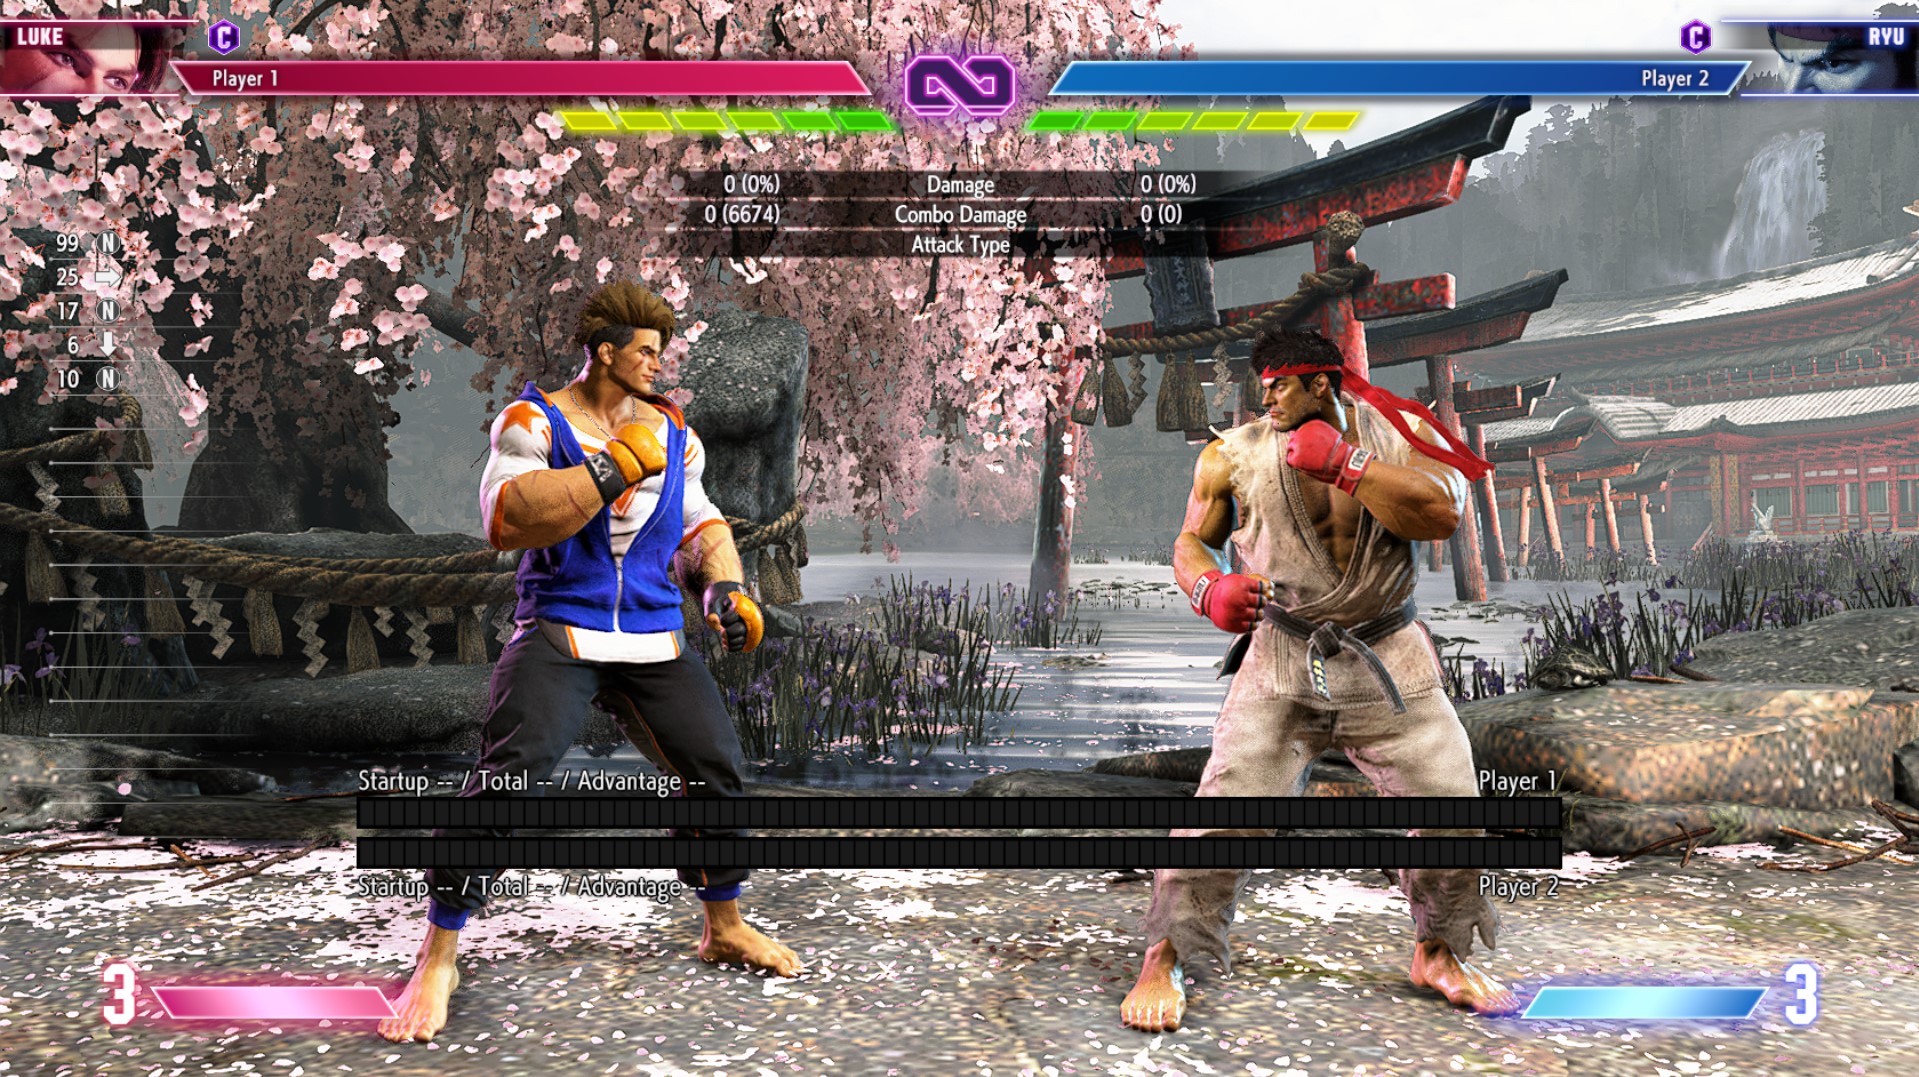 LUKE
C
C
RYU
Player 1
Player 2
0 (0%) Damage 0 (0%)
0 (6674) Combo Damage 0 (0)
Attack Type
99 N
25
17 N
6
10 N
Startup -- / Total -- / Advantage --
Player 1
Startup -- / Total -- / Advantage --
Player 2
3
3